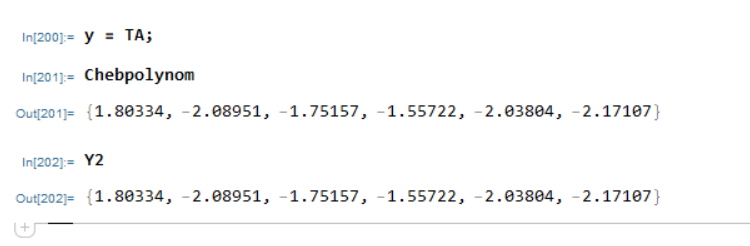 In[200]:= y = TA;
In[201]:= Chebpolynom
Out[201]= {1.80334, -2.08951, -1.75157, -1.55722, -2.03804, -2.17107}
In[202]:= Y2
Out[202]= {1.80334, -2.08951, -1.75157, -1.55722, -2.03804, -2.17107}
+